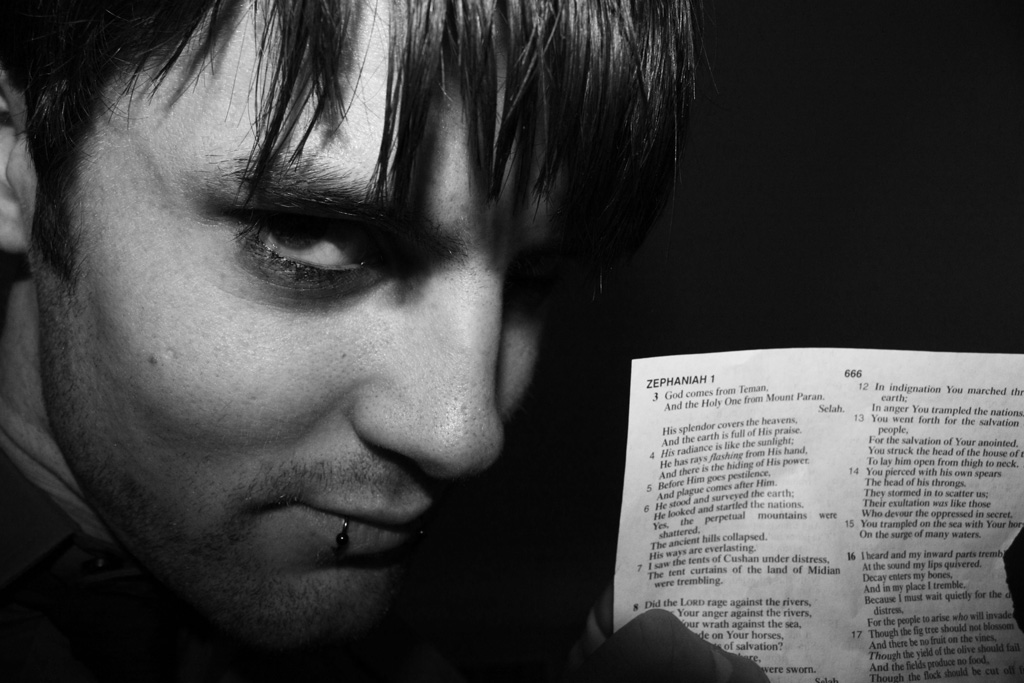 ZEPHANIAH 1
666
3 God comes from Teman,
And the Holy One from Mount Paran.
Selah.
His splendor covers the heavens,
And the earth is full of His praise.
4 His radiance is like the sunlight;
He has rays flashing from His hand,
And there is the hiding of His power.
5 Before Him goes pestilence,
And plague comes after Him.
6 He stood and surveyed the earth;
He looked and startled the nations.
Yes, the perpetual mountains were
shattered,
The ancient hills collapsed.
His ways are everlasting.
7 I saw the tents of Cushan under distress,
The tent curtains of the land of Midian
were trembling.
8 Did the LORD rage against the rivers,
Your anger against the rivers,
your wrath against the sea,
on Your horses,
of salvation?
were sworn.
Selah.
12 In indignation You marched
earth;
In anger You trampled the nations.
13 You went forth for the salvation
people,
For the salvation of Your anointed.
You struck the head of the house of
To lay him open from thigh to neck.
14 You pierced with his own spears
The head of his throngs.
They stormed in to scatter us;
Their exultation was like those
Who devour the oppressed in secret.
15 You trampled on the sea with Your
On the surge of many waters.
16 I heard and my inward parts
At the sound my lips quivered.
Decay enters my bones,
And in my place I tremble.
Because I must wait quietly for the
distress,
For the people to arise who will
17 Though the fig tree should not blossom
And there be no fruit on the vines,
Though the yield of the olive should fail
And the fields produce no food,
Though the flock should be cut off